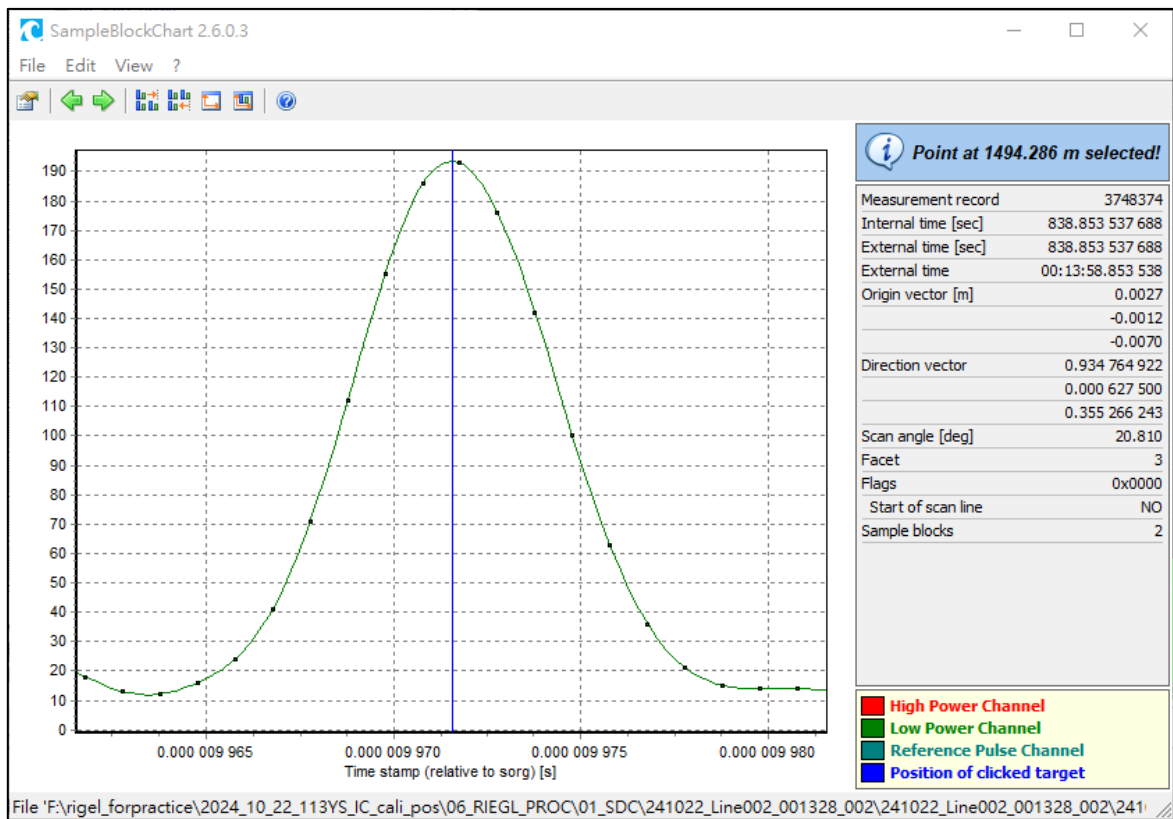 SampleBlockChart 2.6.0.3
File Edit View ?
190
180
170
160
150
140
130
120
110
100
90
80
70
60
50
40
30
20
10
0
0.000 009 965 0.000 009 970 0.000 009 975 0.000 009 980
Time stamp (relative to sorg) [s]
Point at 1494.286 m selected!
Measurement record 3748374
Internal time [sec] 838.853 537 688
External time [sec] 838.853 537 688
External time 00:13:58.853 538
Origin vector [m] 0.0027
-0.0012
-0.0070
Direction vector 0.934 764 922
0.000 627 500
0.355 266 243
Scan angle [deg] 20.810
Facet 3
Flags 0x0000
Start of scan line NO
Sample blocks 2
High Power Channel
Low Power Channel
Reference Pulse Channel
Position of clicked target
File 'F:\rigel_forpractice\2024_10_22_113YS_IC_cali_pos\06_RIEGL_PROC\01_SDC\241022_Line002_001328_002\241022_Line002_001328_002\241